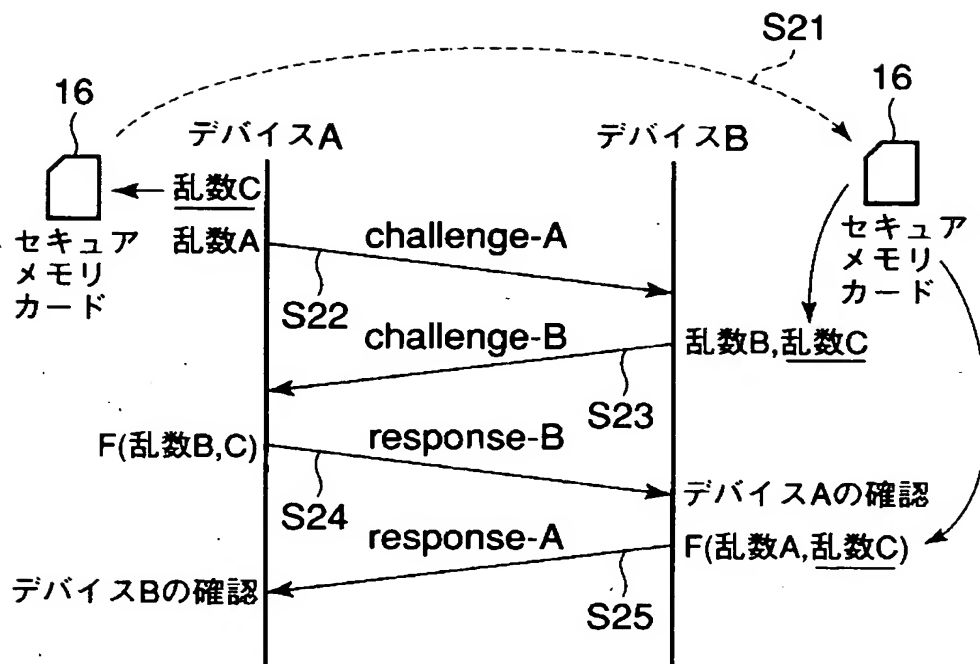 S21
16
16
デバイスA
デバイスB
乱数C
セキュア
メモリ
カード
セキュア
メモリ
カード
乱数A
challenge-A
S22
challenge-B
乱数B,乱数C
S23
F(乱数B,C)
response-B
S24
デバイスAの確認
response-A
F(乱数A,乱数C)
デバイスBの確認
S25